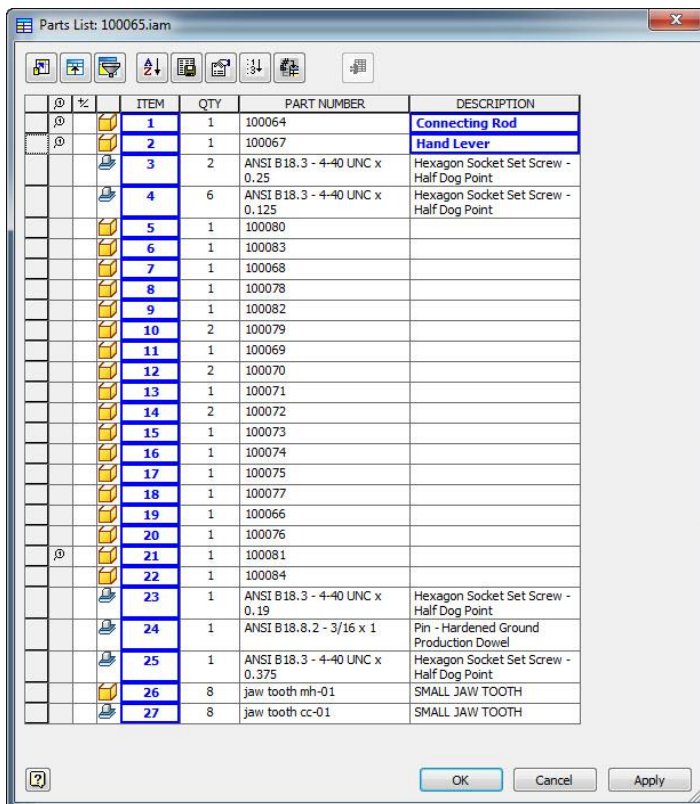 Parts List: 100065.iam
ITEM QTY PART NUMBER DESCRIPTION
1 1 100064 Connecting Rod
2 1 100067 Hand Lever
3 2 ANSI B18.3 - 4-40 UNC x Hexagon Socket Set Screw -
0.25 Half Dog Point
4 6 ANSI B18.3 - 4-40 UNC x Hexagon Socket Set Screw -
0.125 Half Dog Point
5 1 100080
6 1 100083
7 1 100068
8 1 100078
9 1 100082
10 2 100079
11 1 100069
12 2 100070
13 1 100071
14 2 100072
15 1 100073
16 1 100074
17 1 100075
18 1 100077
19 1 100066
20 1 100076
21 1 100081
22 1 100084
23 1 ANSI B18.3 - 4-40 UNC x Hexagon Socket Set Screw -
0.19 Half Dog Point
24 1 ANSI B18.8.2 - 3/16 x 1 Pin - Hardened Ground
Production Dowel
25 1 ANSI B18.3 - 4-40 UNC x Hexagon Socket Set Screw -
0.375 Half Dog Point
26 8 jaw tooth mh-01 SMALL JAW TOOTH
27 8 jaw tooth cc-01 SMALL JAW TOOTH
OK Cancel Apply